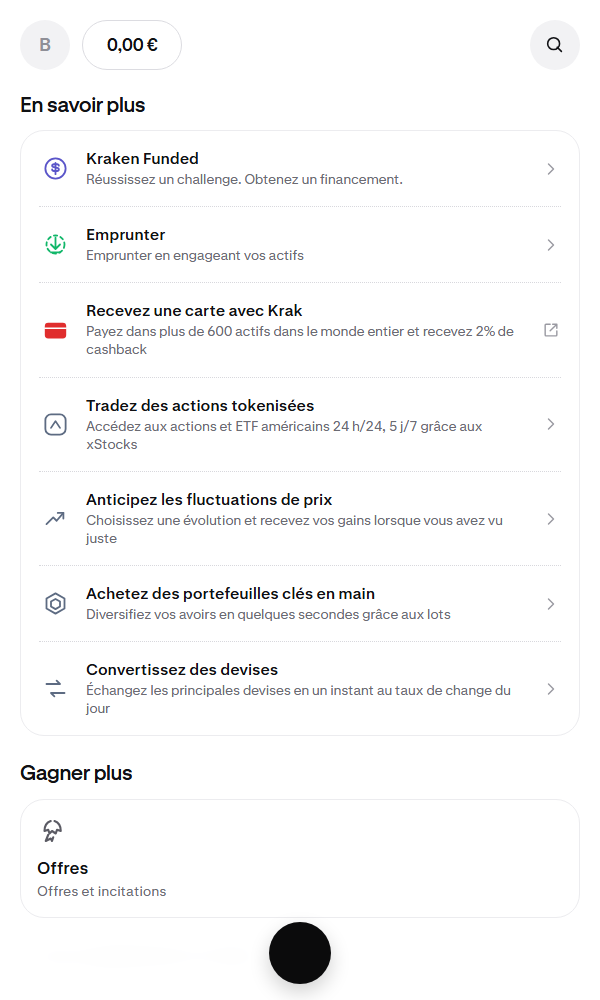 B
0,00 €
En savoir plus
Kraken Funded
Réussissez un challenge. Obtenez un financement.
Emprunter
Emprunter en engageant vos actifs
Recevez une carte avec Krak
Payez dans plus de 600 actifs dans le monde entier et recevez 2% de
cashback
Tradez des actions tokenisées
Accédez aux actions et ETF américains 24 h/24, 5 j/7 grâce aux
xStocks
Anticipez les fluctuations de prix
Choisissez une évolution et recevez vos gains lorsque vous avez vu
juste
Achetez des portefeuilles clés en main
Diversifiez vos avoirs en quelques secondes grâce aux lots
Convertissez des devises
Échangez les principales devises en un instant au taux de change du
jour
Gagner plus
Offres
Offres et incitations